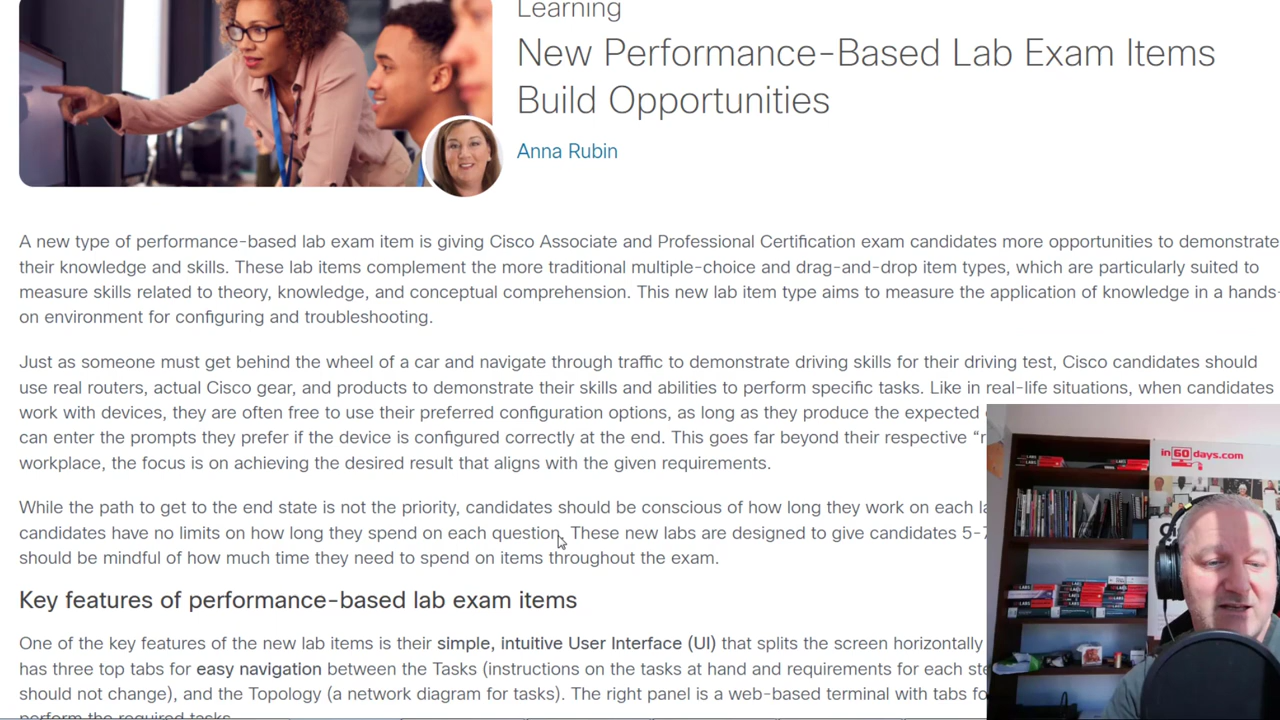 Learning
New Performance-Based Lab Exam Items
Build Opportunities
Anna Rubin
A new type of performance-based lab exam item is giving Cisco Associate and Professional Certification exam candidates more opportunities to demonstrate
their knowledge and skills. These lab items complement the more traditional multiple-choice and drag-and-drop item types, which are particularly suited to
measure skills related to theory, knowledge, and conceptual comprehension. This new lab item type aims to measure the application of knowledge in a hands-
on environment for configuring and troubleshooting.
Just as someone must get behind the wheel of a car and navigate through traffic to demonstrate driving skills for their driving test, Cisco candidates should
use real routers, actual Cisco gear, and products to demonstrate their skills and abilities to perform specific tasks. Like in real-life situations, when candidates
work with devices, they are often free to use their preferred configuration options, as long as they produce the expected
can enter the prompts they prefer if the device is configured correctly at the end. This goes far beyond their respective
workplace, the focus is on achieving the desired result that aligns with the given requirements.
While the path to get to the end state is not the priority, candidates should be conscious of how long they work on each
candidates have no limits on how long they spend on each question. These new labs are designed to give candidates 5-
should be mindful of how much time they need to spend on items throughout the exam.
Key features of performance-based lab exam items
One of the key features of the new lab items is their simple, intuitive User Interface (UI) that splits the screen horizontally
has three top tabs for easy navigation between the Tasks (instructions on the tasks at hand and requirements for each
should not change), and the Topology (a network diagram for tasks). The right panel is a web-based terminal with tabs
perform the required tasks.
in60days.com